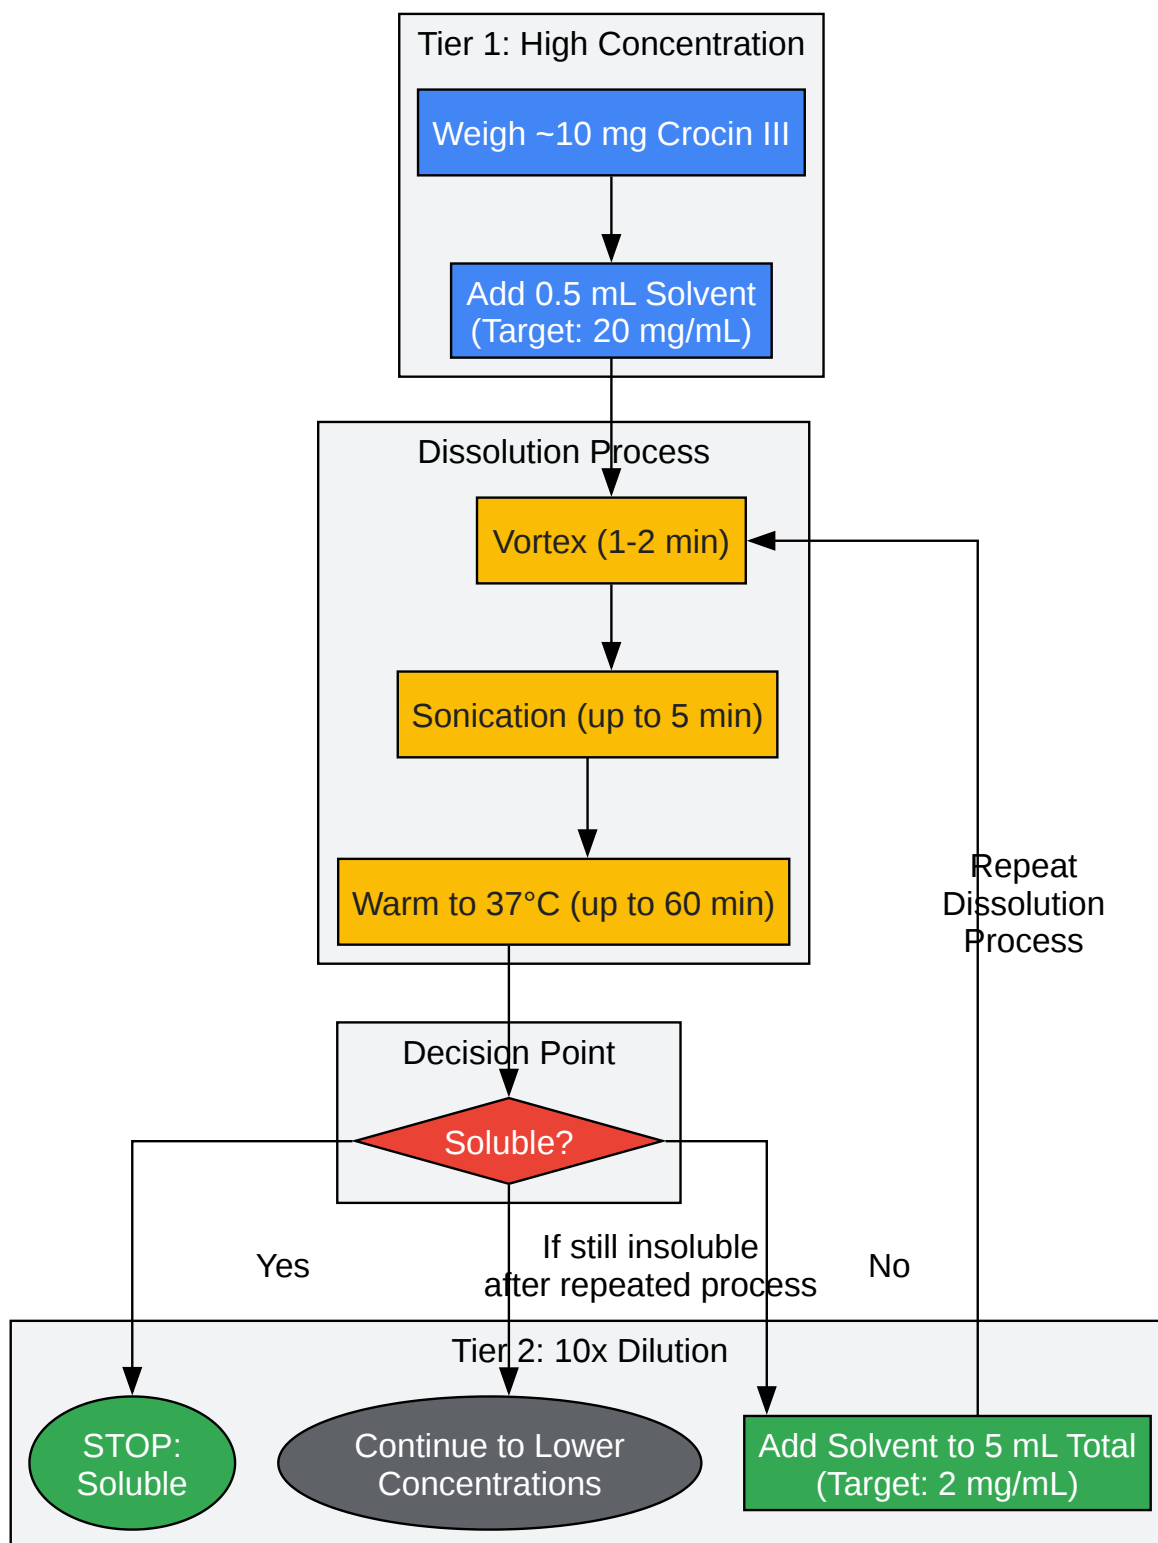 Tier 1: High Concentration
Weigh ~10 mg Crocin III
Add 0.5 mL Solvent
(Target: 20 mg/mL)
Dissolution Process
Vortex (1-2 min)
Sonication (up to 5 min)
Warm to 37°C (up to 60 min)
Repeat
Dissolution
Process
Decision Point
Soluble?
Yes
If still insoluble
after repeated process
No
Tier 2: 10x Dilution
STOP:
Soluble
Continue to Lower
Concentrations
Add Solvent to 5 mL Total
(Target: 2 mg/mL)